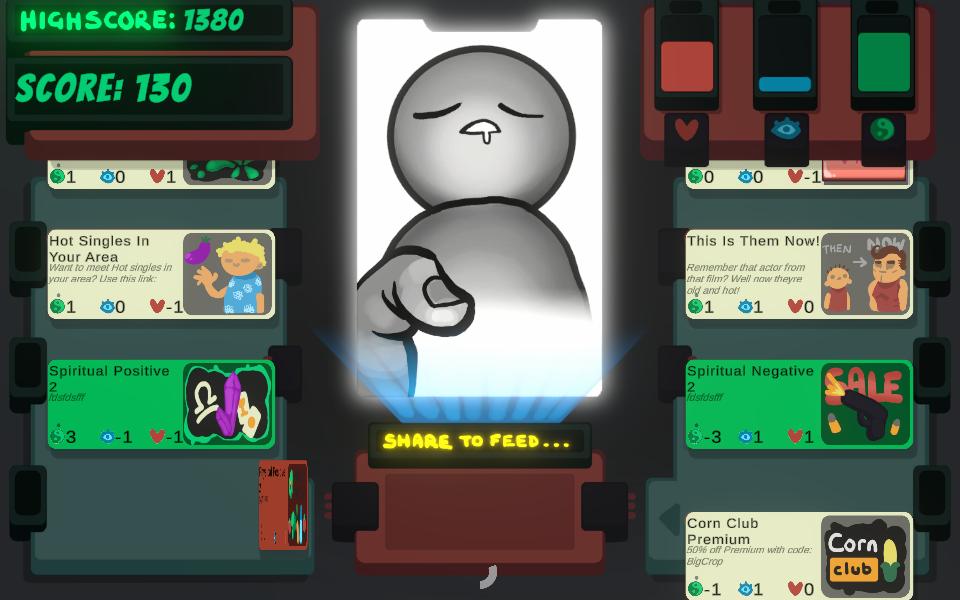 HIGHSCORE: 1380
SCORE: 130
1 0 1
Hot Singles In
Your Area
Want to meet Hot singles in
your area? Use this link:
1 0 -1
Spiritual Positive
2
fdsfdsfff
3 -1 -1
SHARE TO FEED...
0 0 -1
This Is Them Now!
Remember that actor from
that film? Well now theyre
old and hot!
1 1 0
THEN NOW
Spiritual Negative
2
fdsfdsfff
-3 1 1
SALE
Corn Club
Premium
50% off Premium with code:
BigCrop
-1 1 0
Corn
club